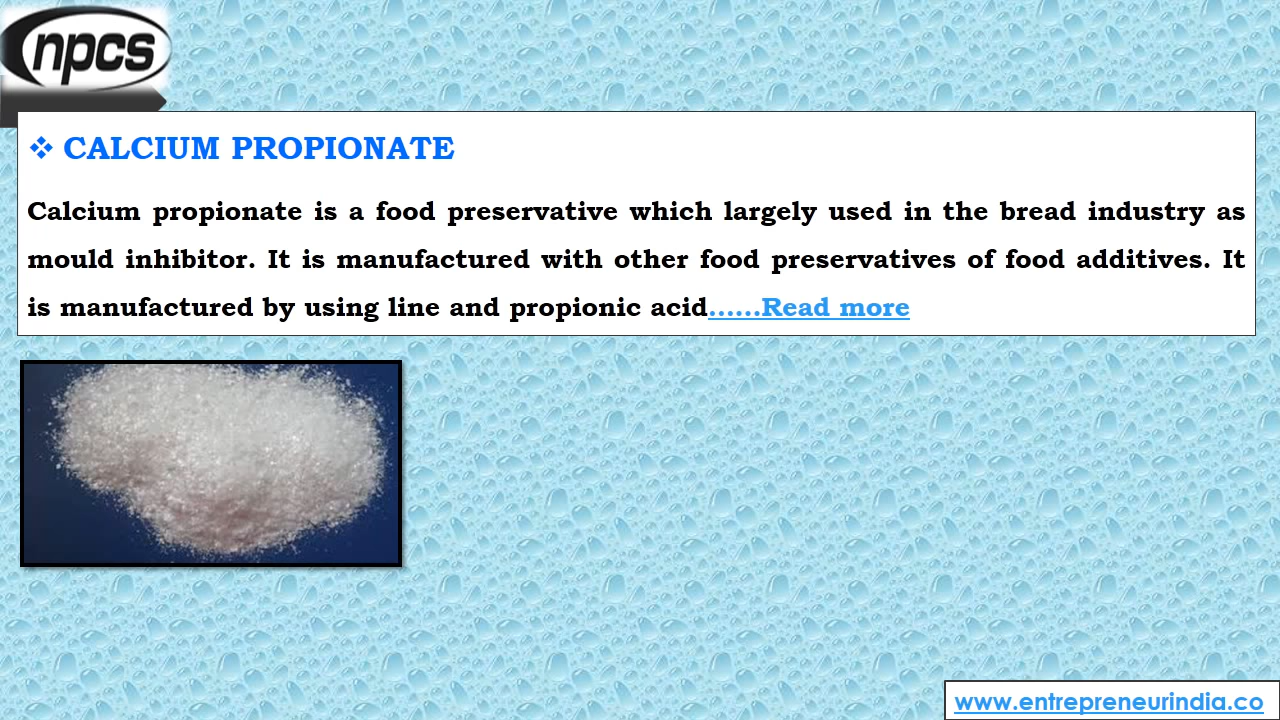 npcs
❖ CALCIUM PROPIONATE
Calcium propionate is a food preservative which largely used in the bread industry as
mould inhibitor. It is manufactured with other food preservatives of food additives. It
is manufactured by using line and propionic acid......Read more
www.entrepreneurindia.co